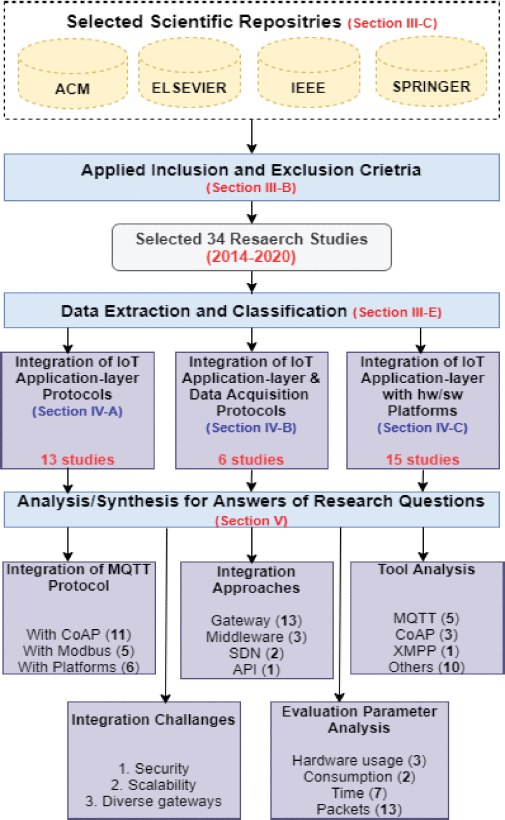 Selected Scientific Repositries (Section III-C)
ACM
ELSEVIER
IEEE
SPRINGER
Applied Inclusion and Exclusion Crietria
(Section III-B)
Selected 34 Resaerch Studies
(2014-2020)
Data Extraction and Classification (Section III-E)
Integration of IoT
Application-layer
Protocols
(Section IV-A)
13 studies
Integration of IoT
Application-layer &
Data Acquisition
Protocols
(Section IV-B)
6 studies
Integration of IoT
Application-layer
with hw/sw
Platforms
(Section IV-C)
15 studies
Analysis/Synthesis for Answers of Research Questions
(Section V)
Integration of MQTT
Protocol
With CoAP (11)
With Modbus (5)
With Platforms (6)
Integration
Approaches
Gateway (13)
Middleware (3)
SDN (2)
API (1)
Tool Analysis
MQTT (5)
CoAP (3)
XMPP (1)
Others (10)
Integration Challanges
1. Security
2. Scalability
3. Diverse gateways
Evaluation Parameter
Analysis
Hardware usage (3)
Consumption (2)
Time (7)
Packets (13)